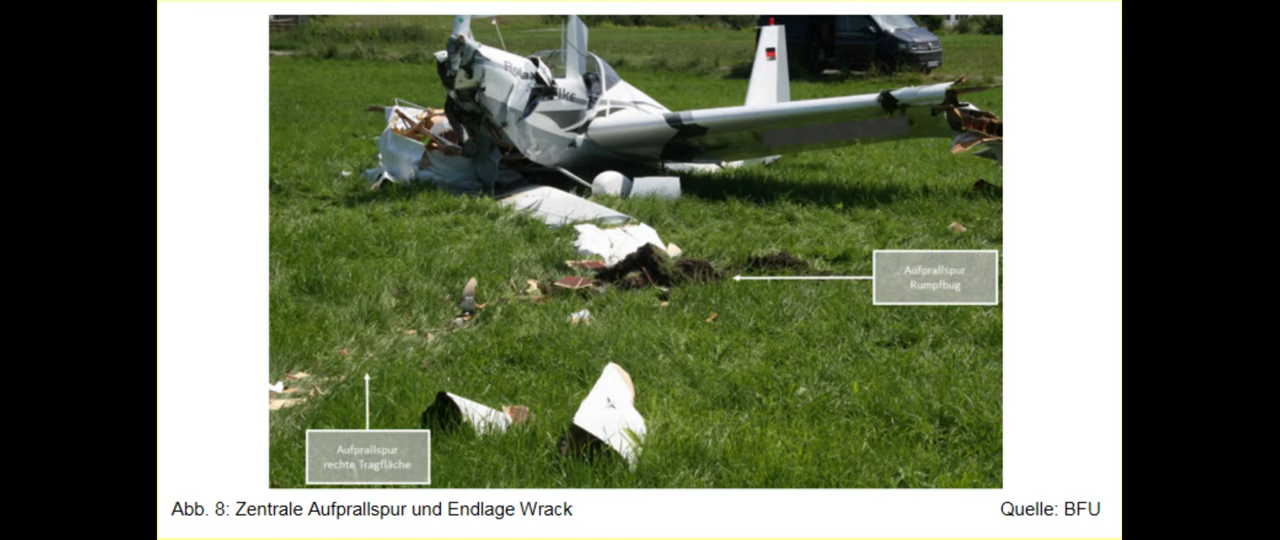 Aufprallspur
Rumpfbug
Aufprallspur
rechte Tragfläche
Abb. 8: Zentrale Aufprallspur und Endlage Wrack
Quelle: BFU